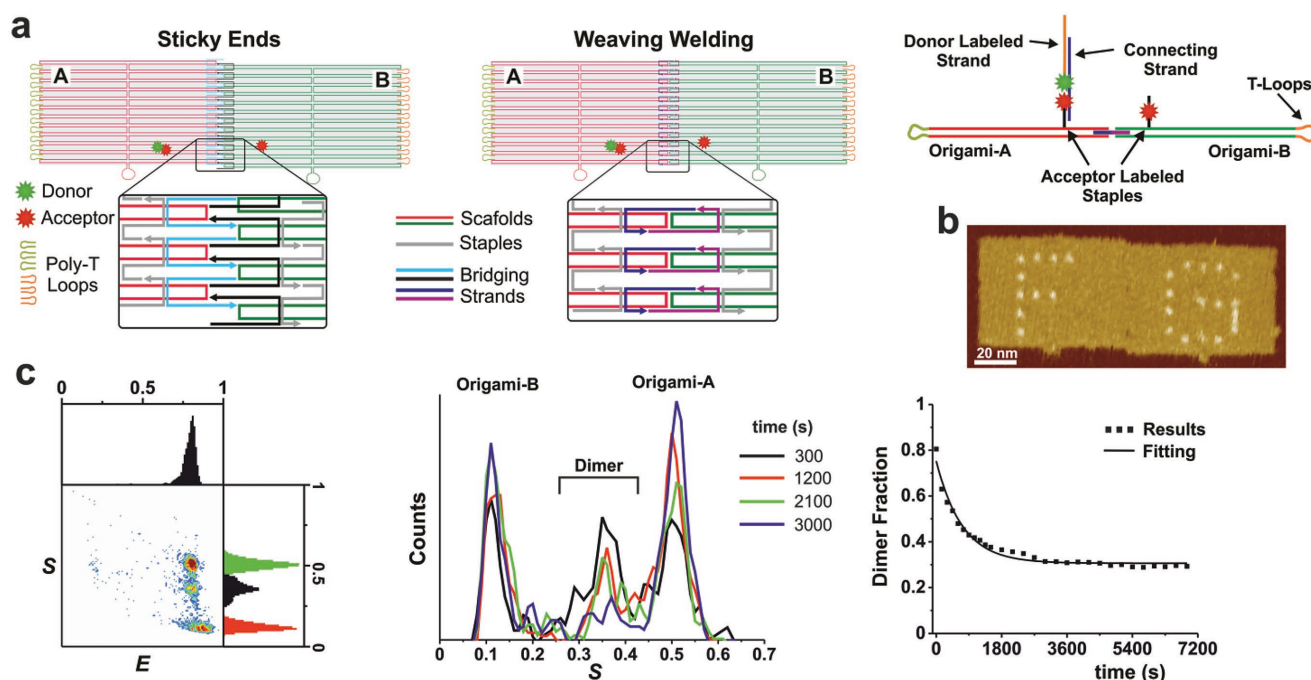 a
Sticky Ends
A
B
Donor
Acceptor
Poly-T
Loops
Weaving Welding
A
B
Scafolds
Staples
Bridging
Strands
Donor Labeled
Strand
Connecting
Strand
T-Loops
Origami-A
Origami-B
Acceptor Labeled
Staples
b
F
G
20 nm
c
0
0.5
1
1
0.5
0
S
E
Origami-B
Origami-A
Dimer
time (s)
300
1200
2100
3000
Counts
0.0
0.1
0.2
0.3
0.4
0.5
0.6
0.7
S
1
0.8
0.6
0.4
0.2
0
Results
Fitting
Dimer Fraction
0
1800
3600
5400
7200
time (s)